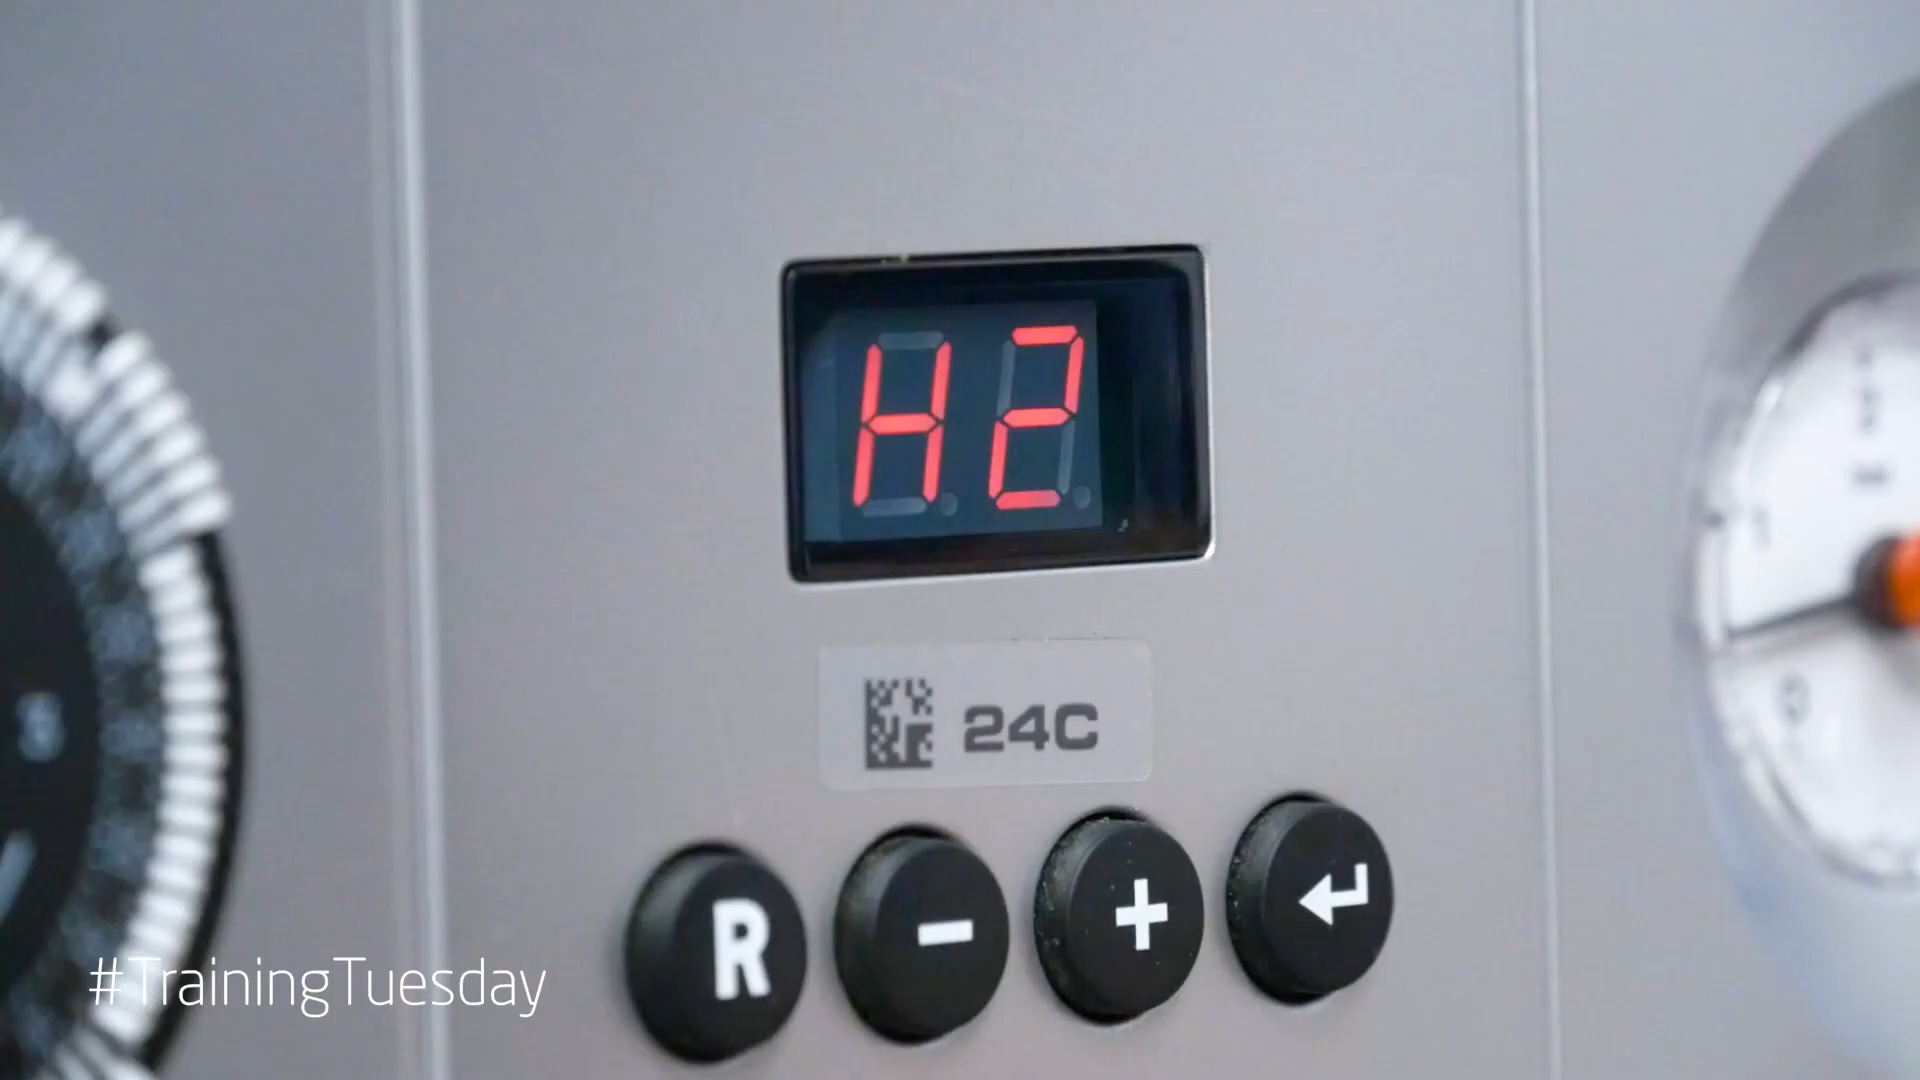 H2
24C
R - + ↵
#TrainingTuesday